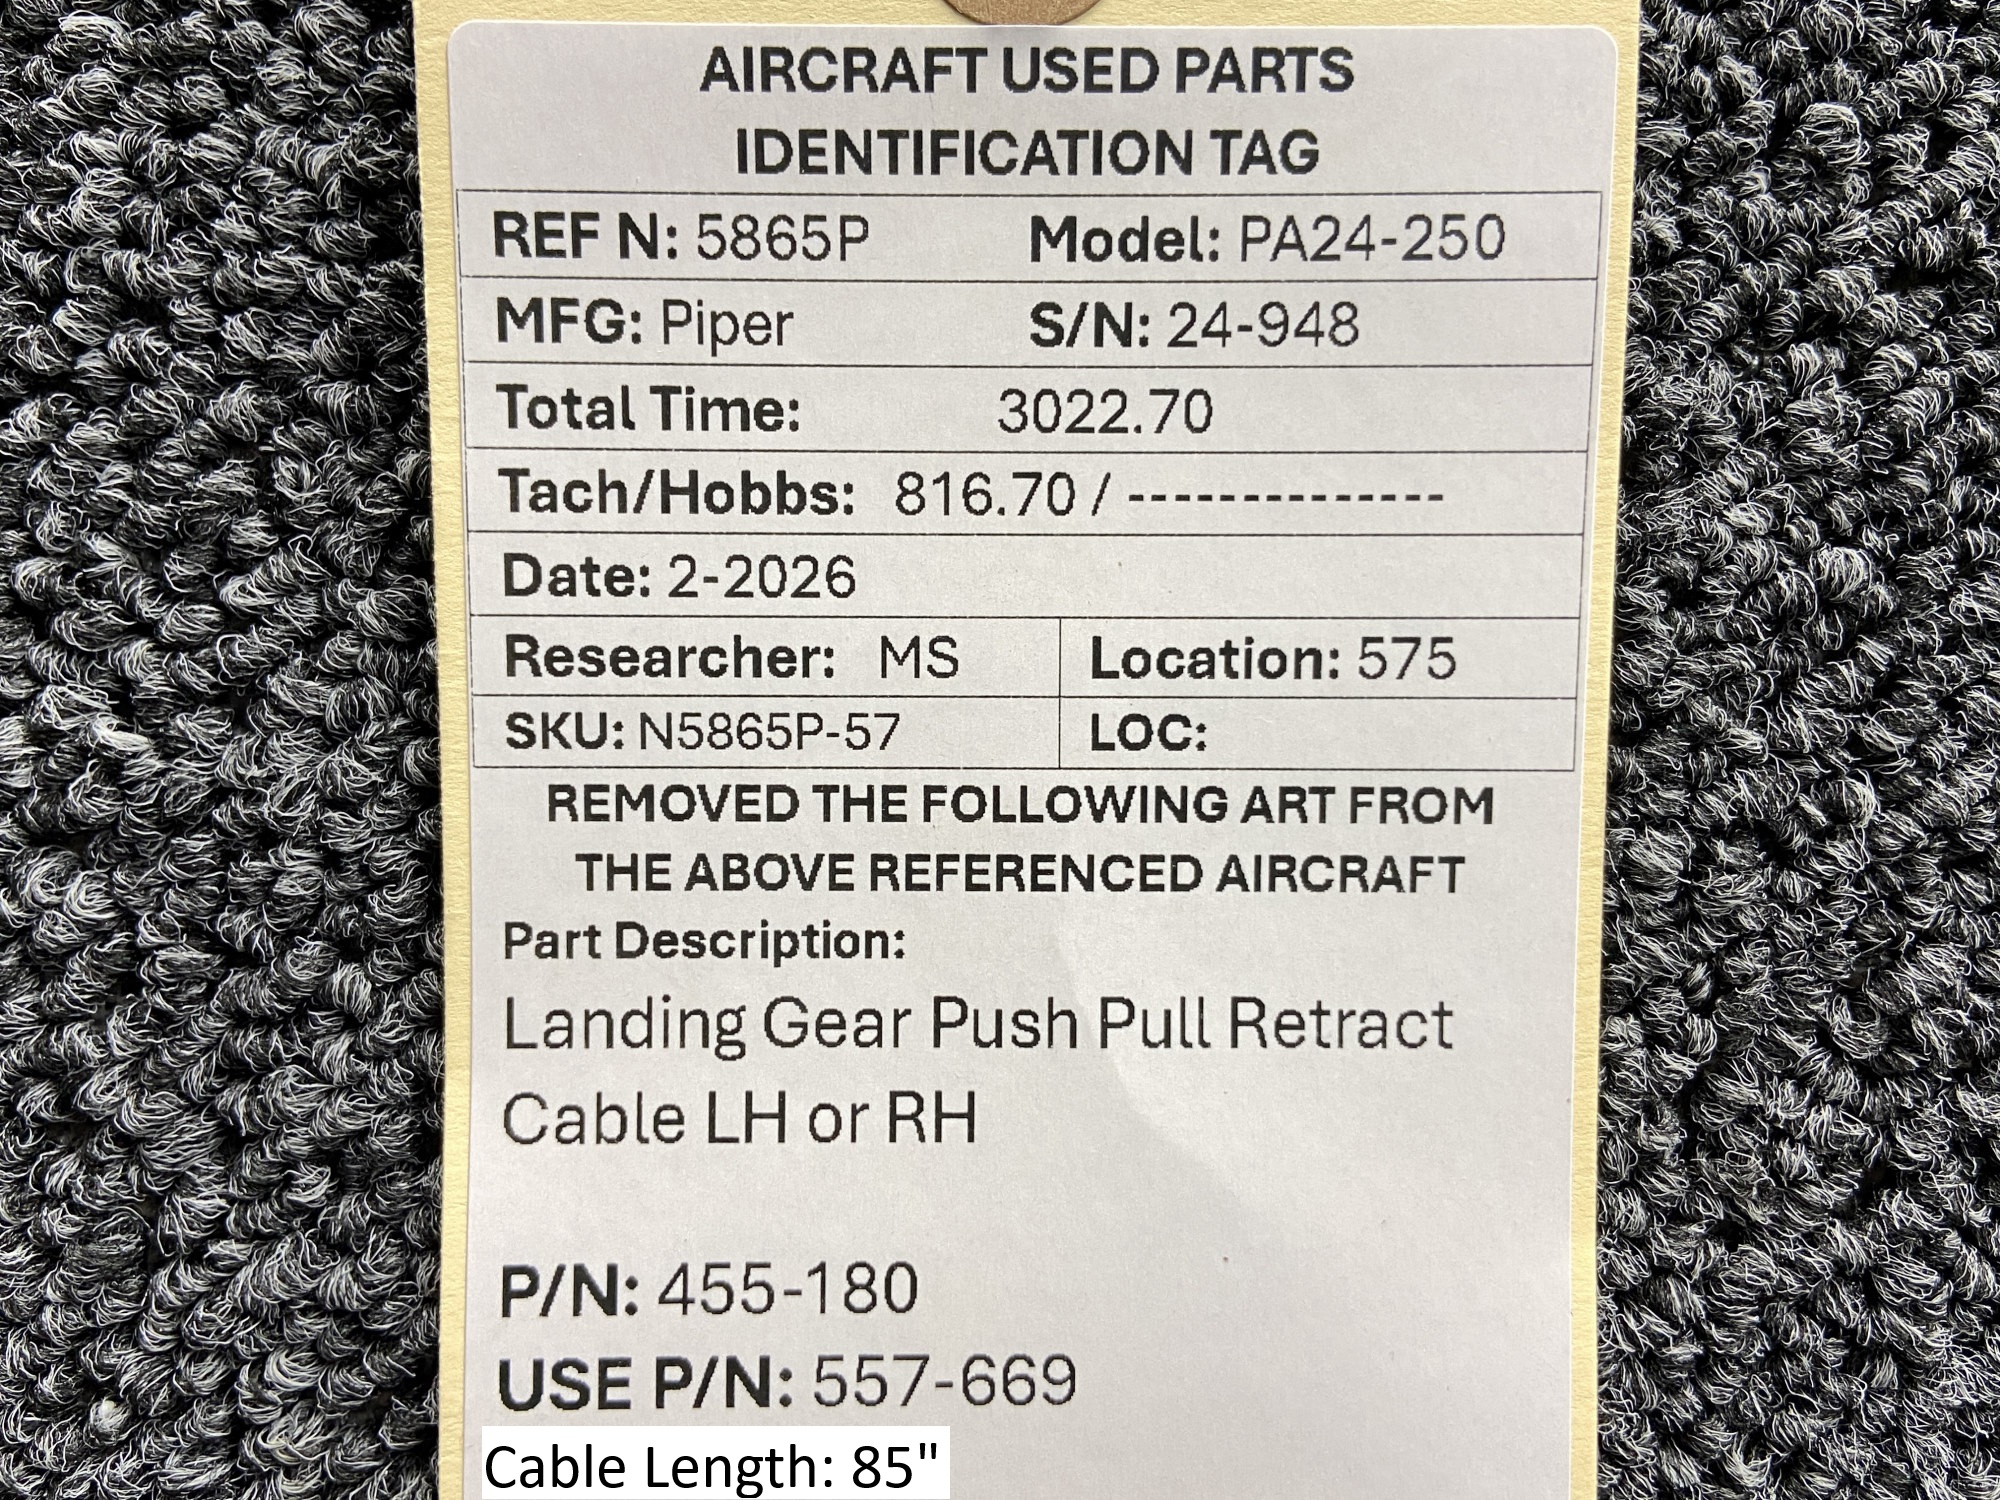 AIRCRAFT USED PARTS
IDENTIFICATION TAG
REF N: 5865P Model: PA24-250
MFG: Piper S/N: 24-948
Total Time: 3022.70
Tach/Hobbs: 816.70 / --------------
Date: 2-2026
Researcher: MS Location: 575
SKU: N5865P-57 LOC:
REMOVED THE FOLLOWING ART FROM
THE ABOVE REFERENCED AIRCRAFT
Part Description:
Landing Gear Push Pull Retract
Cable LH or RH
P/N: 455-180
USE P/N: 557-669
Cable Length: 85"